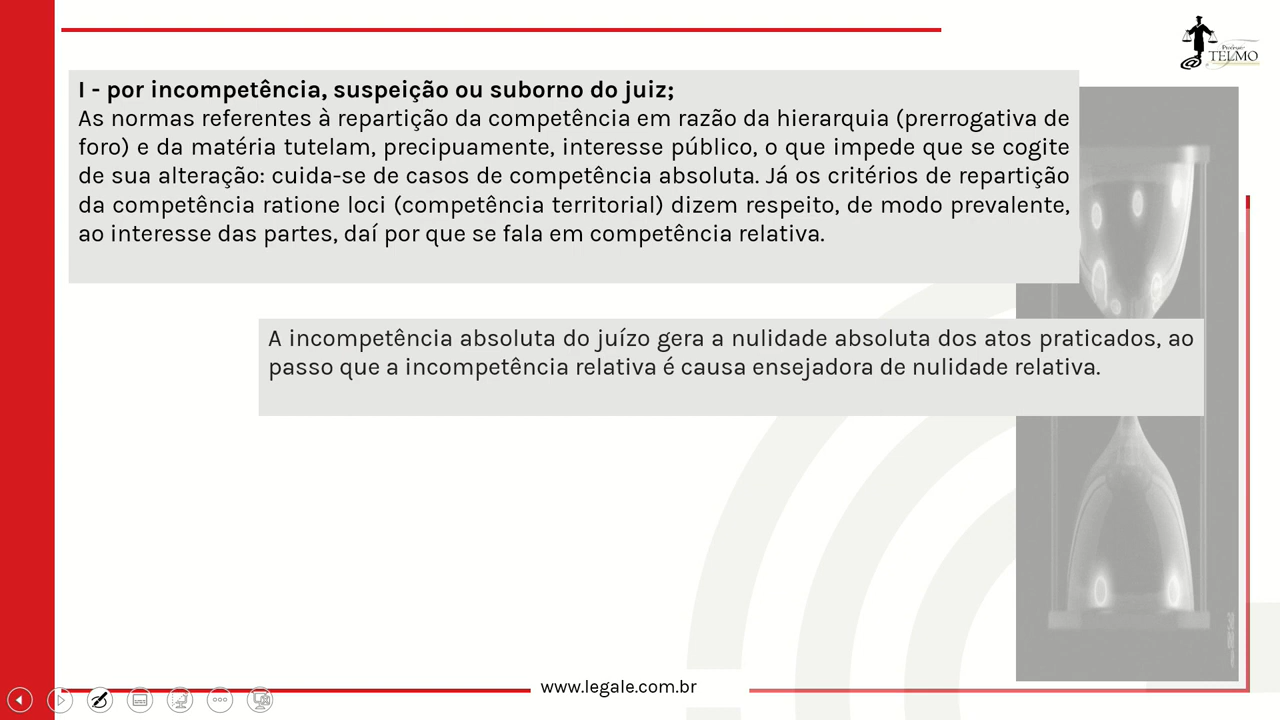 Professor
TELMO
I - por incompetência, suspeição ou suborno do juiz;
As normas referentes à repartição da competência em razão da hierarquia (prerrogativa de
foro) e da matéria tutelam, precipuamente, interesse público, o que impede que se cogite
de sua alteração: cuida-se de casos de competência absoluta. Já os critérios de repartição
da competência ratione loci (competência territorial) dizem respeito, de modo prevalente,
ao interesse das partes, daí por que se fala em competência relativa.
A incompetência absoluta do juízo gera a nulidade absoluta dos atos praticados, ao
passo que a incompetência relativa é causa ensejadora de nulidade relativa.
www.legale.com.br